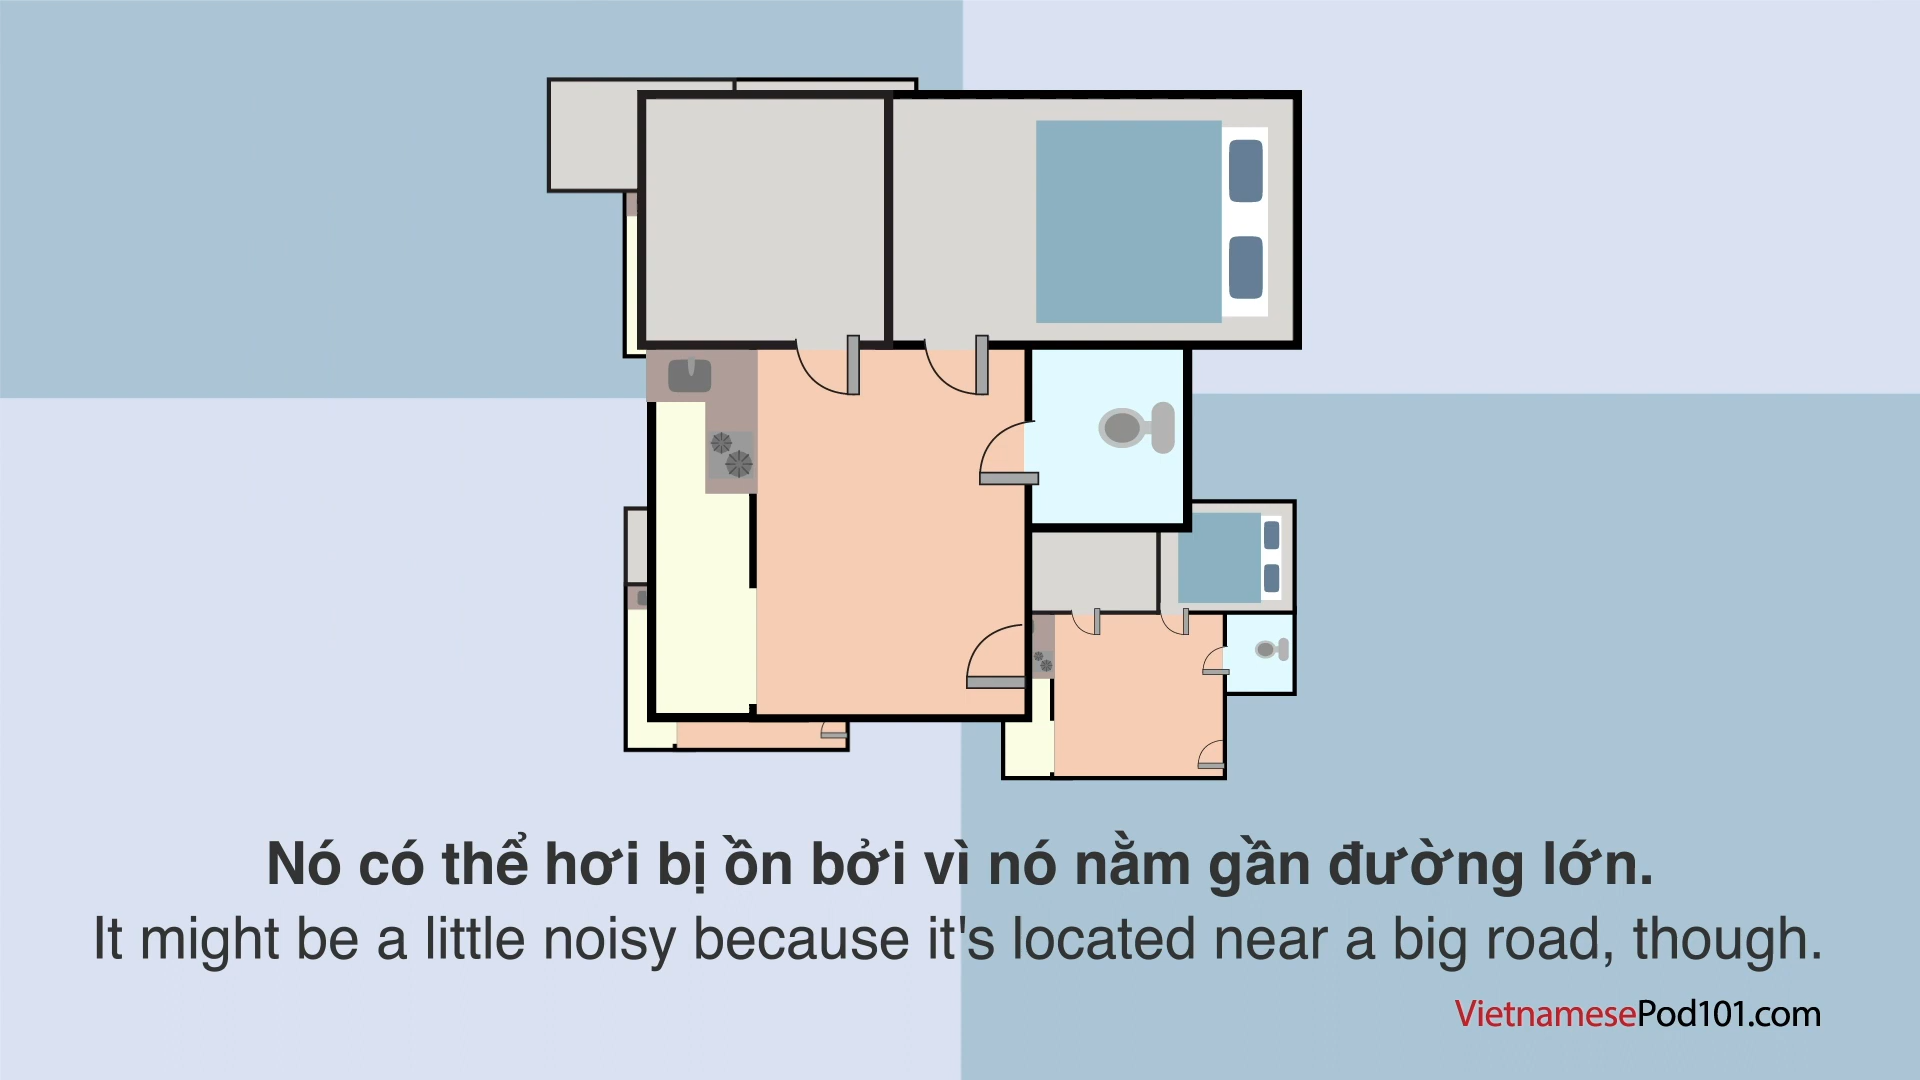 Nó có thể hơi bị ồn bởi vì nó nằm gần đường lớn.
It might be a little noisy because it's located near a big road, though.
VietnamesePod101.com